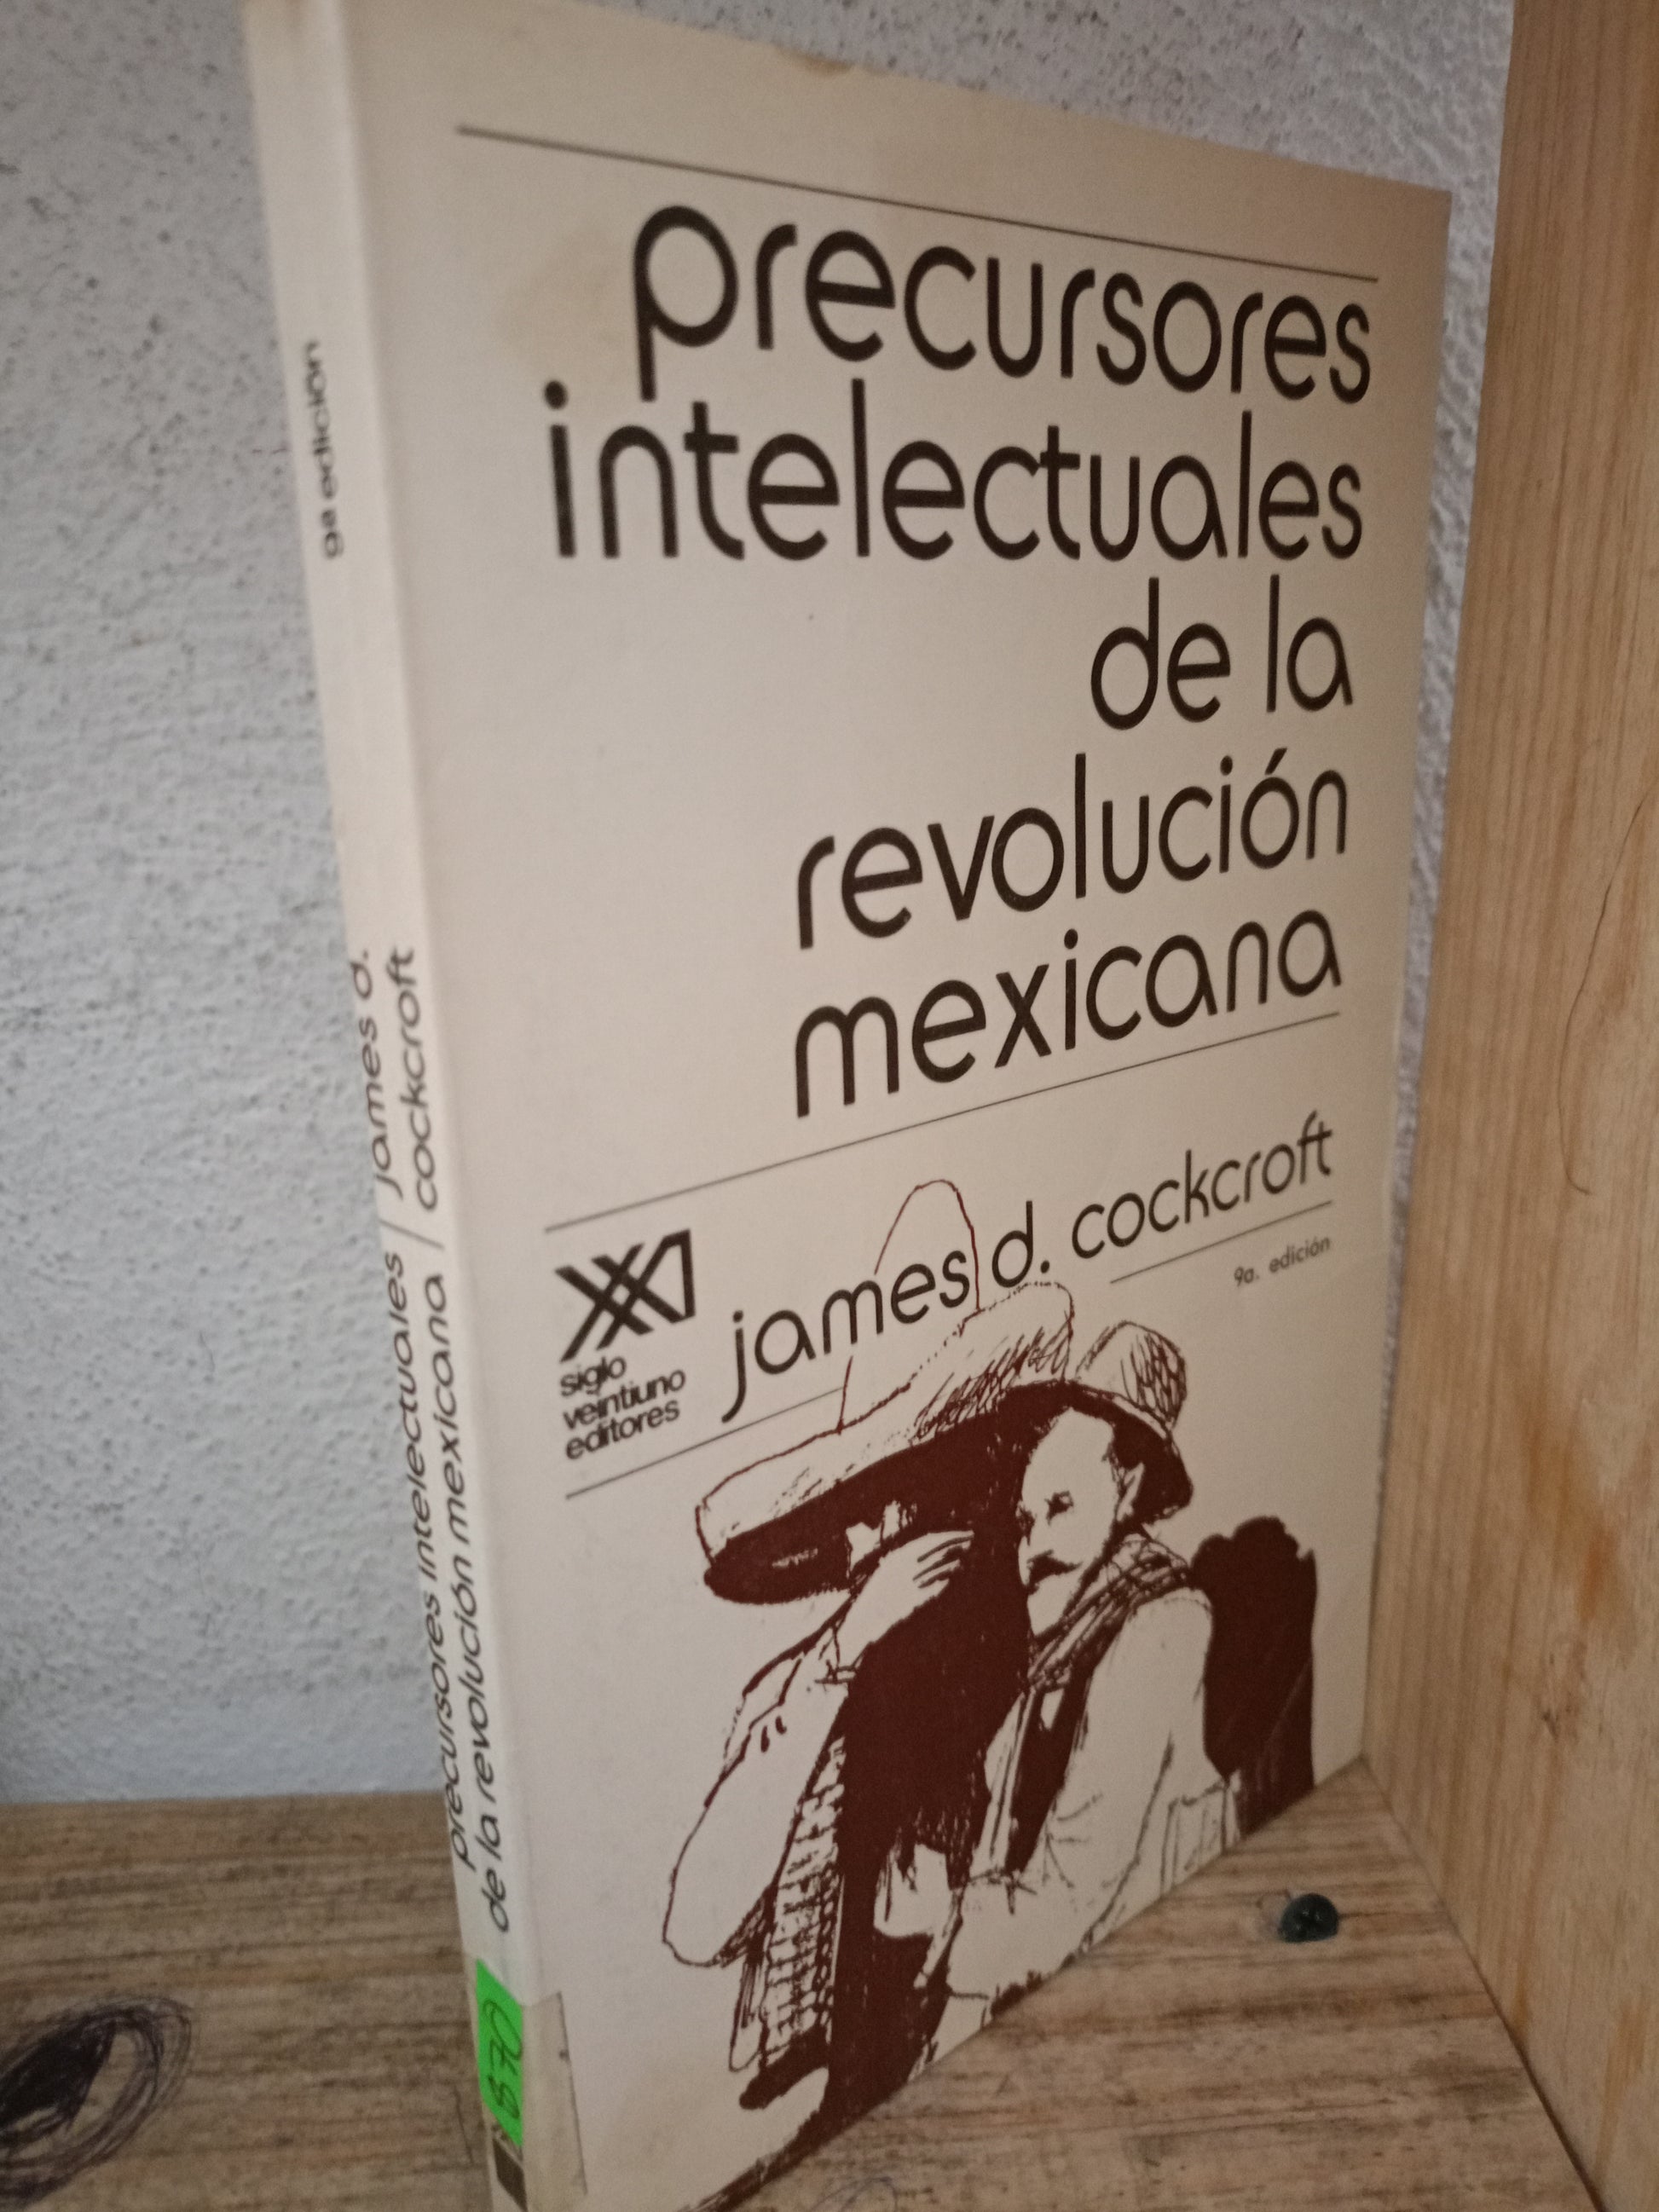 precursores
intelectuales
de la
revolución
mexicana
siglo
veintiuno
editores
james d. cockcroft
9a. edición
9a edición
james d.
cockcroft
precursores intelectuales
de la revolución mexicana
$70